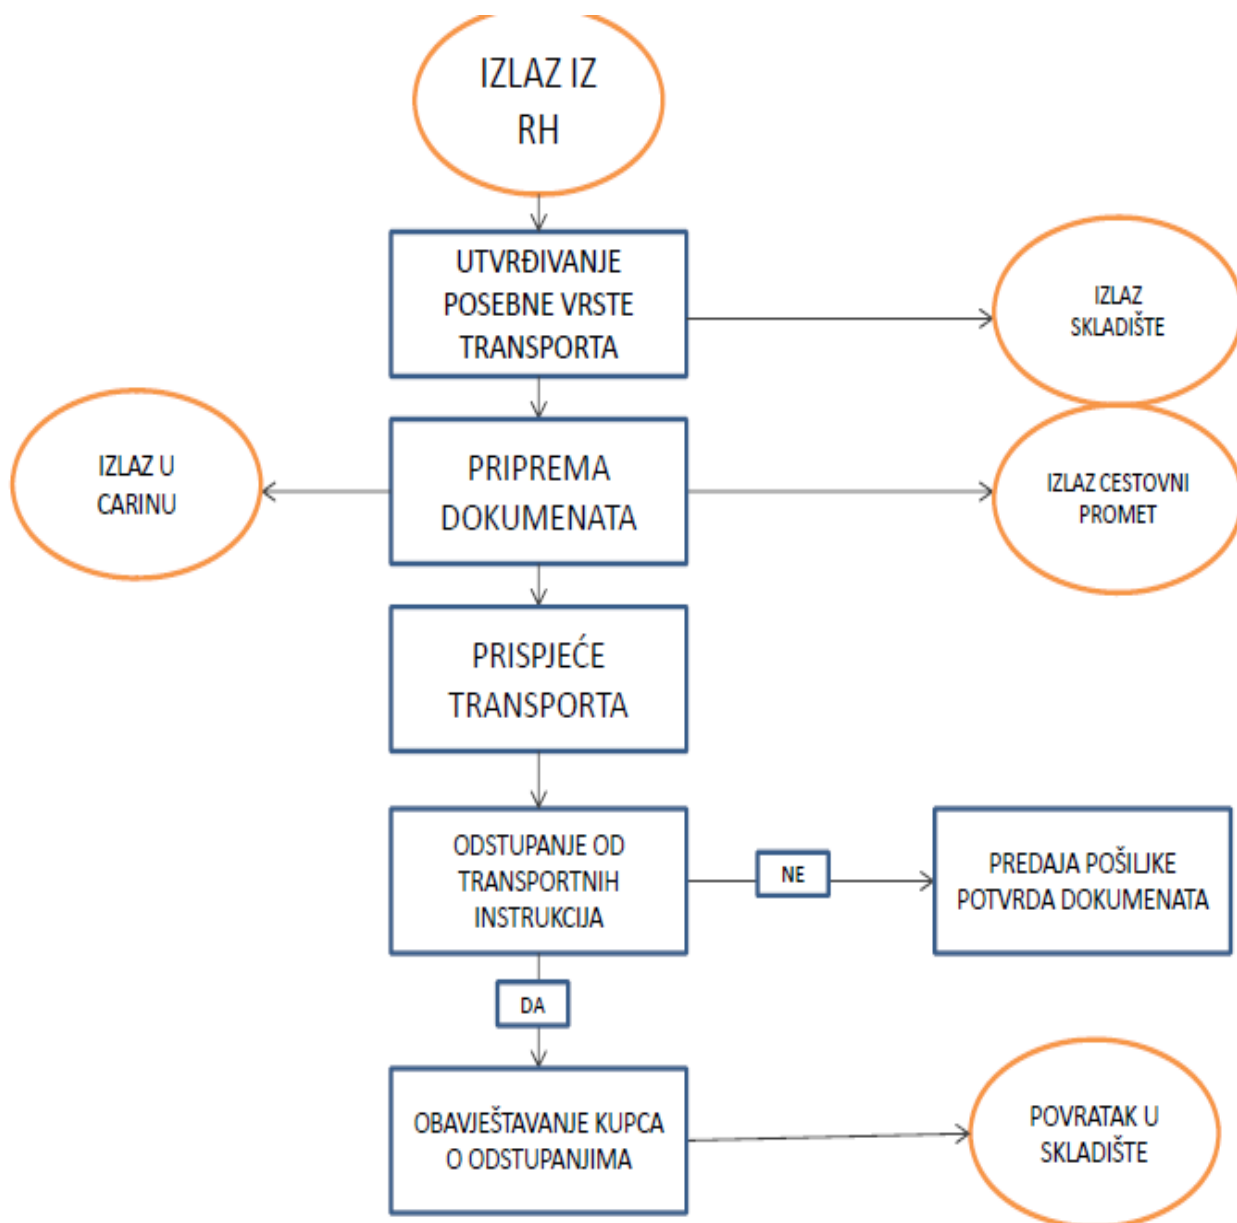 IZLAZ IZ
RH
UTVRĐIVANJE
POSEBNE VRSTE
TRANSPORTA
IZLAZ
SKLADIŠTE
IZLAZ U
CARINU
PRIPREMA
DOKUMENATA
IZLAZ CESTOVNI
PROMET
PRISPJEĆE
TRANSPORTA
ODSTUPANJE OD
TRANSPORTNIH
INSTRUKCIJA
NE
PREDAJA POŠILJKE
POTVRDA DOKUMENATA
DA
OBAVJEŠTAVANJE KUPCA
O ODSTUPANJIMA
POVRATAK U
SKLADIŠTE